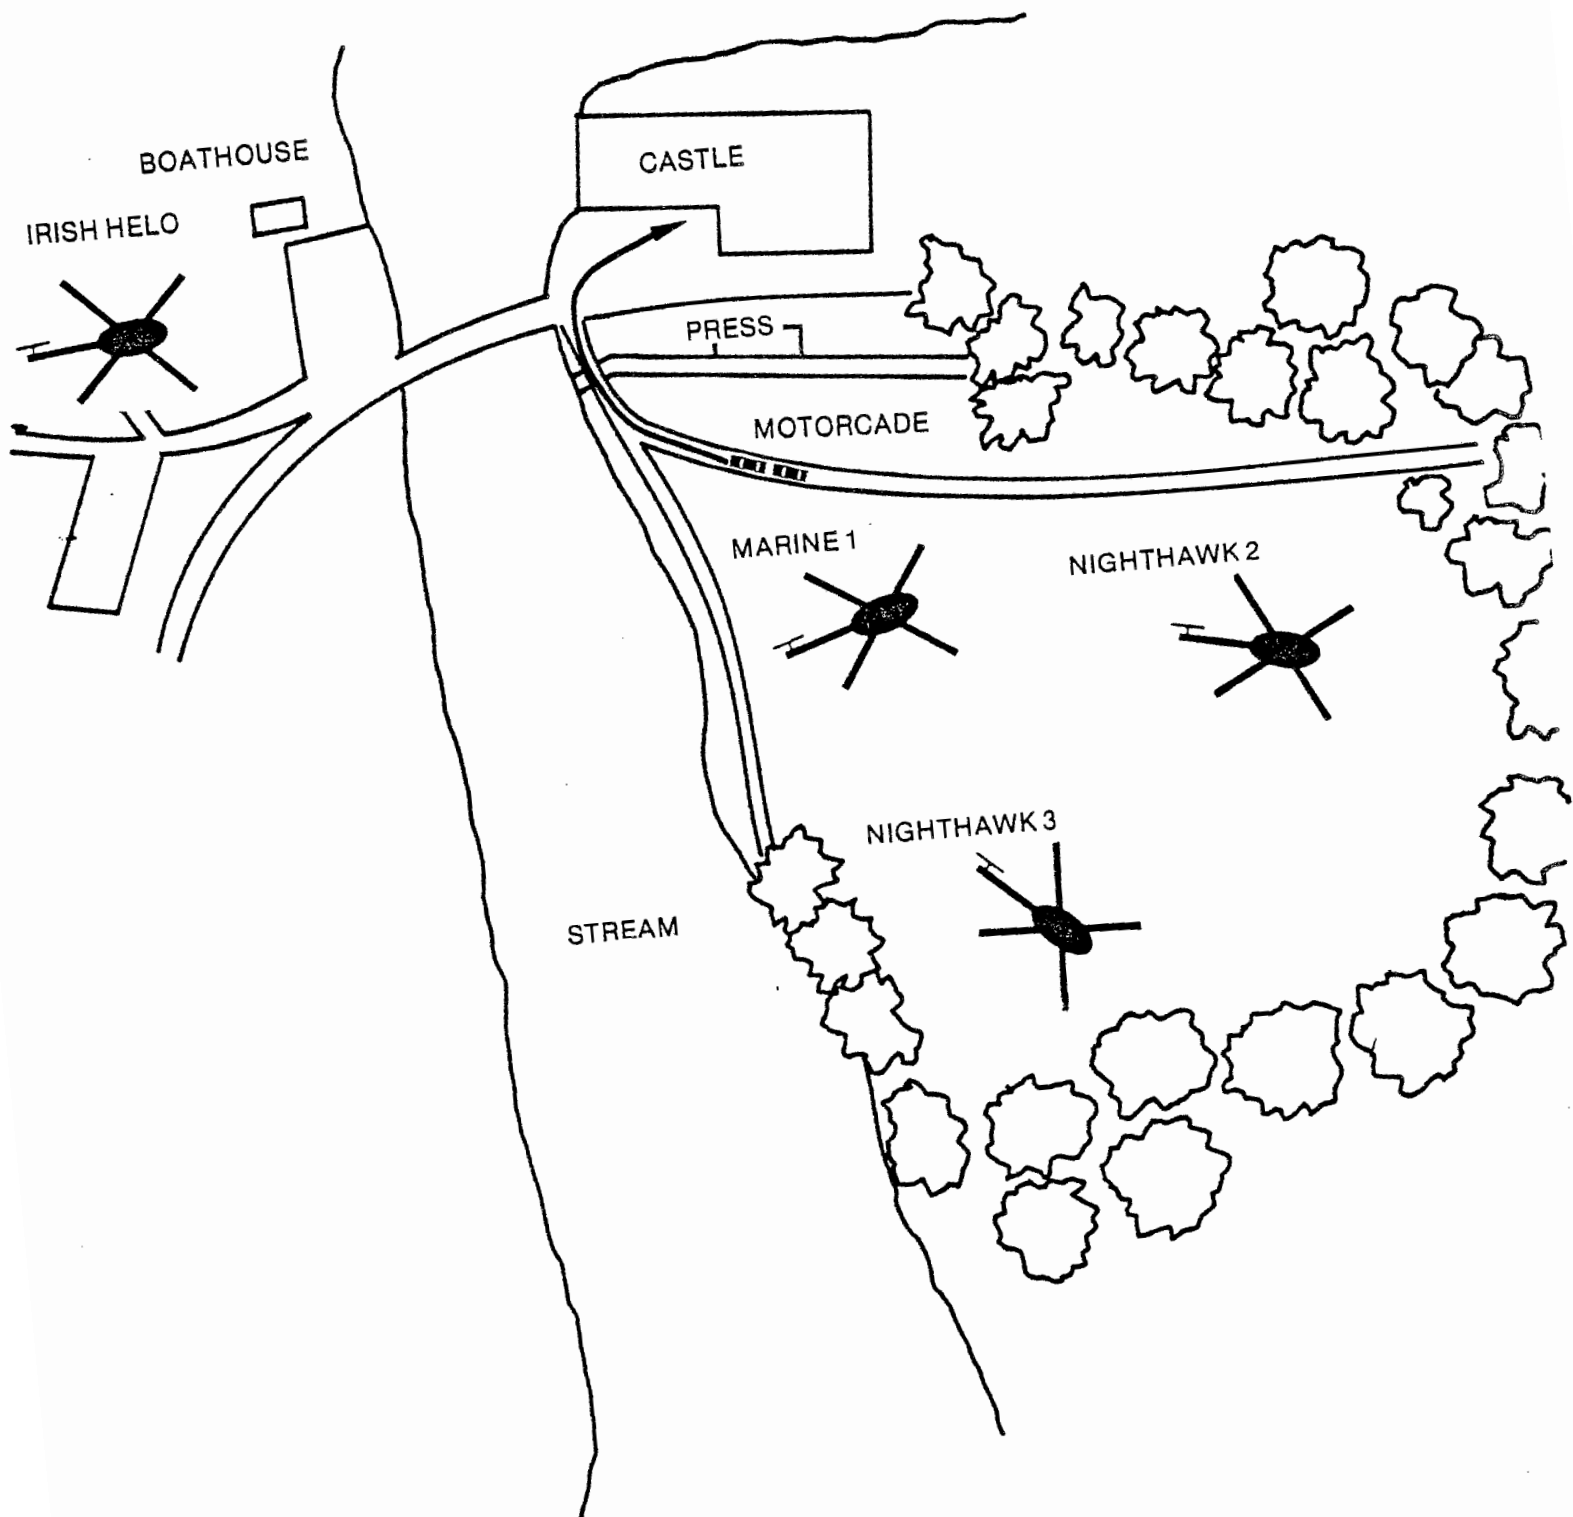 BOATHOUSE
CASTLE
IRISH HELO
PRESS
MOTORCADE
MARINE 1
NIGHTHAWK 2
NIGHTHAWK 3
STREAM